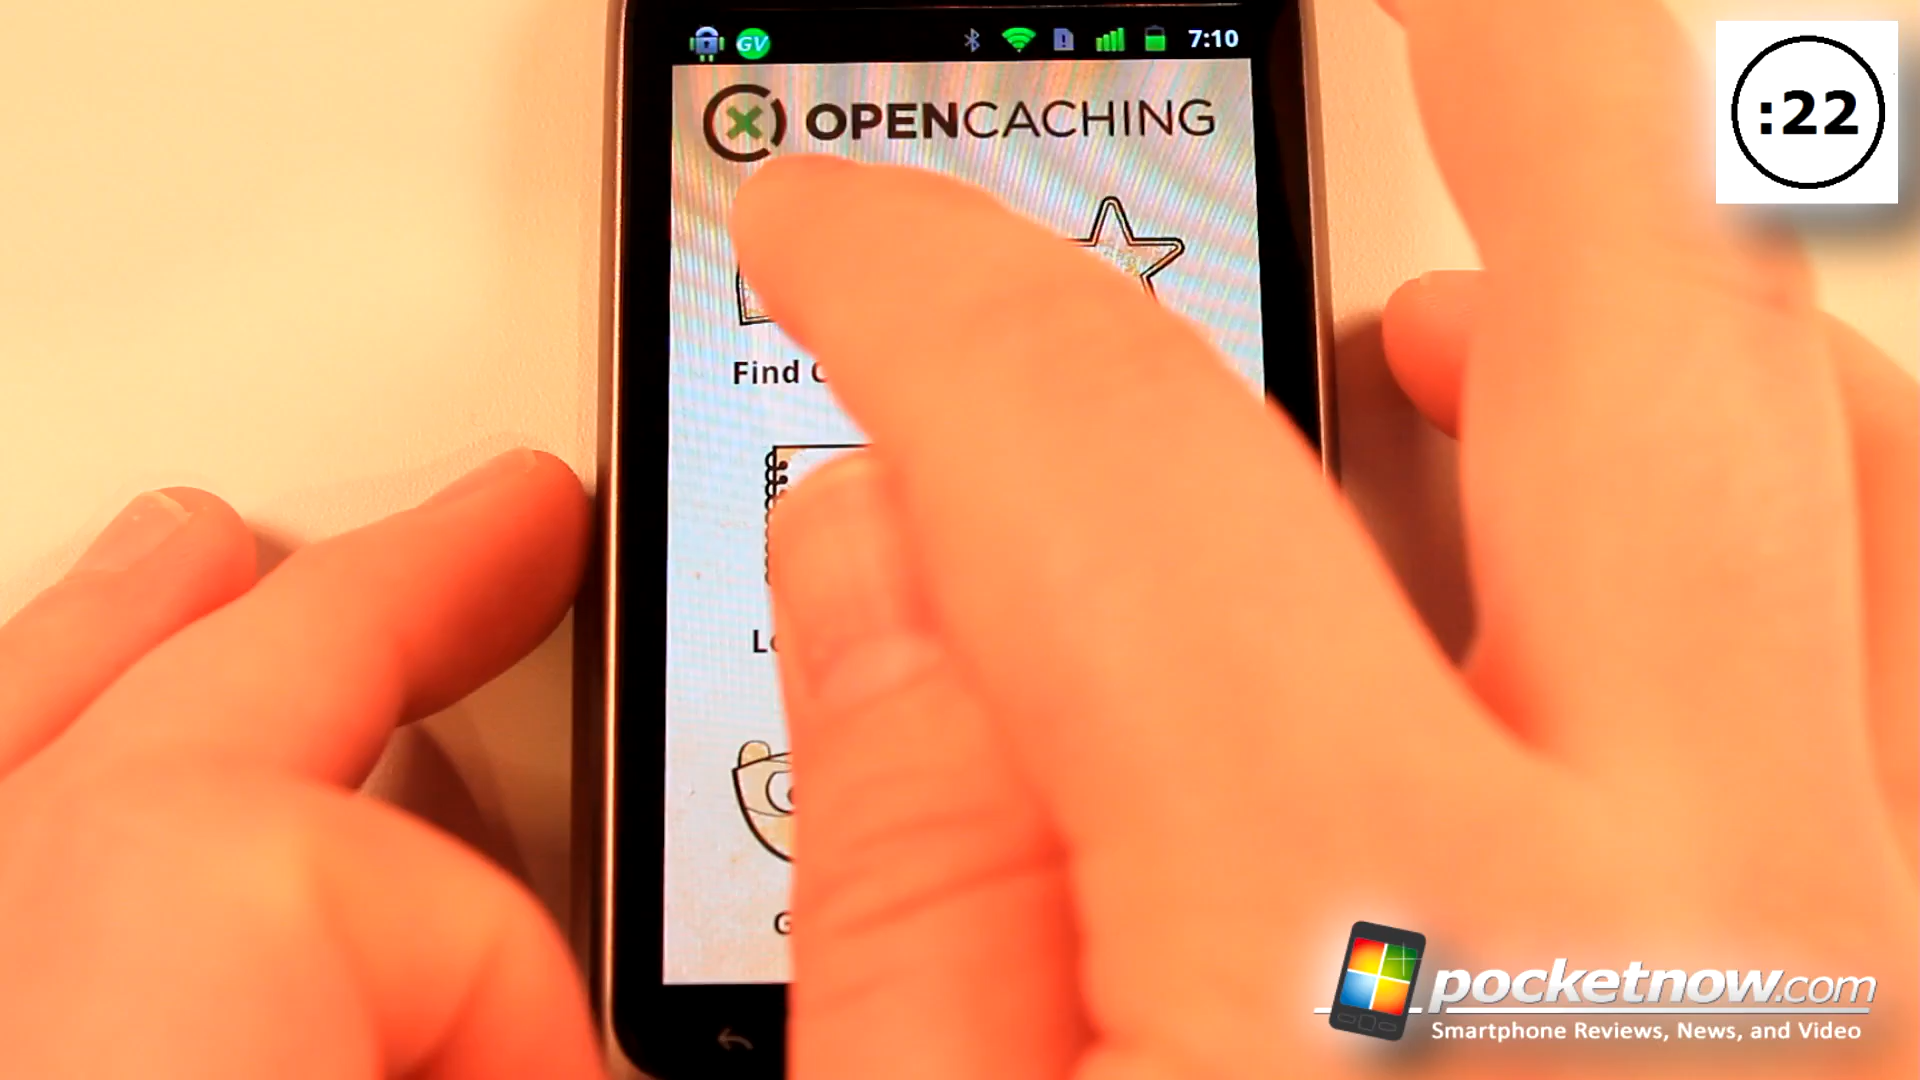 GV
7:10
:22
OPENCACHING
Find
pocketnow.com
Smartphone Reviews, News, and Video